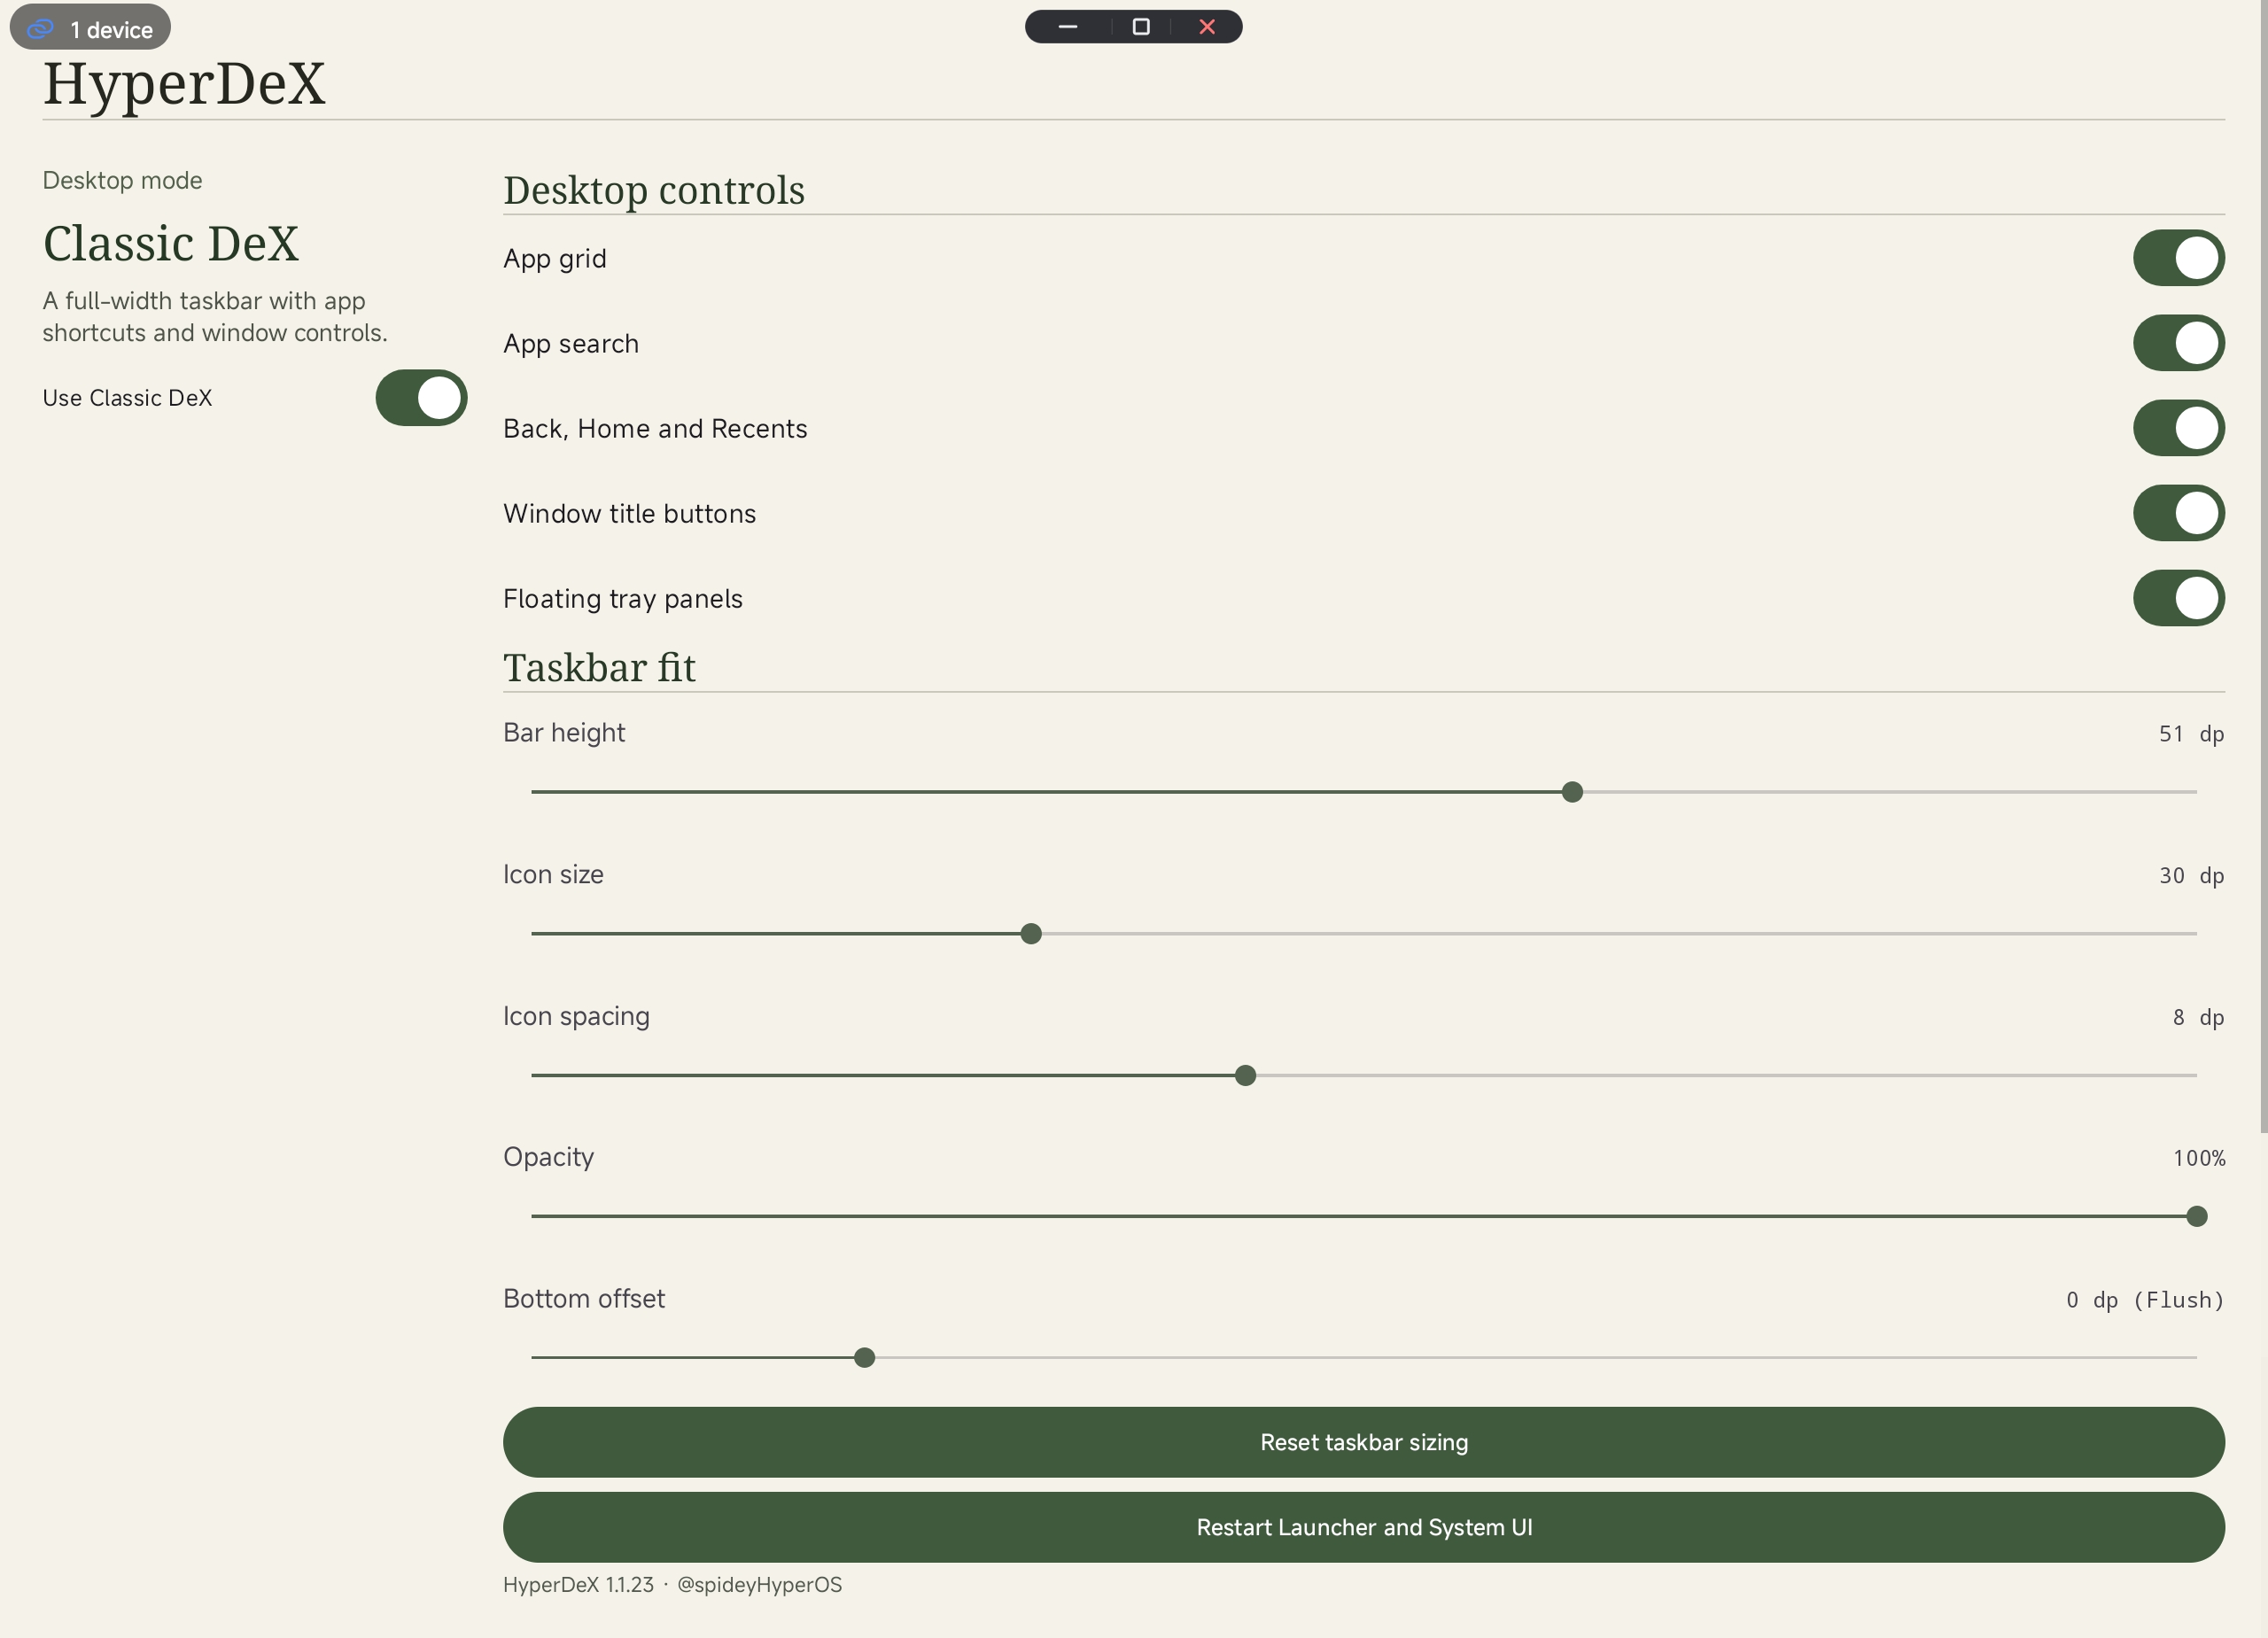 1 device
HyperDeX
Desktop mode
Classic DeX
A full-width taskbar with app
shortcuts and window controls.
Use Classic DeX
Desktop controls
App grid
App search
Back, Home and Recents
Window title buttons
Floating tray panels
Taskbar fit
Bar height
51 dp
Icon size
30 dp
Icon spacing
8 dp
Opacity
100%
Bottom offset
0 dp (Flush)
Reset taskbar sizing
Restart Launcher and System UI
HyperDeX 1.1.23 · @spideyHyperOS